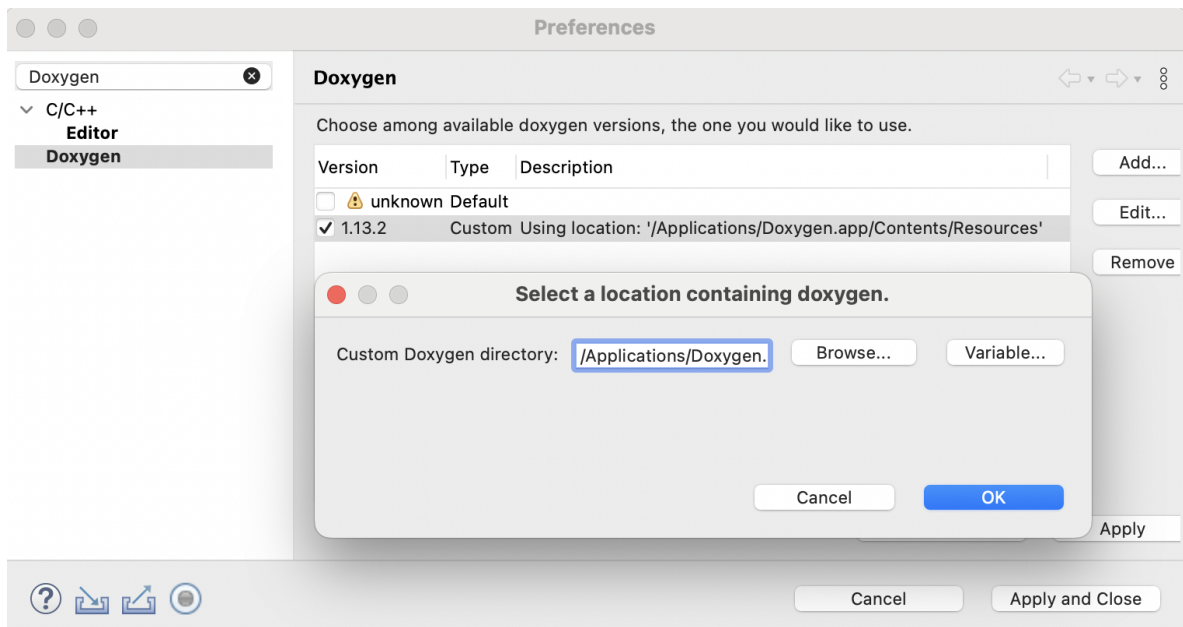 Preferences
Doxygen
C/C++
Editor
Doxygen
Doxygen
Choose among available doxygen versions, the one you would like to use.
Version Type Description
unknown Default
1.13.2 Custom Using location: '/Applications/Doxygen.app/Contents/Resources'
Add...
Edit...
Remove
Select a location containing doxygen.
Custom Doxygen directory: /Applications/Doxygen. Browse... Variable...
Cancel OK
Apply
? Cancel Apply and Close